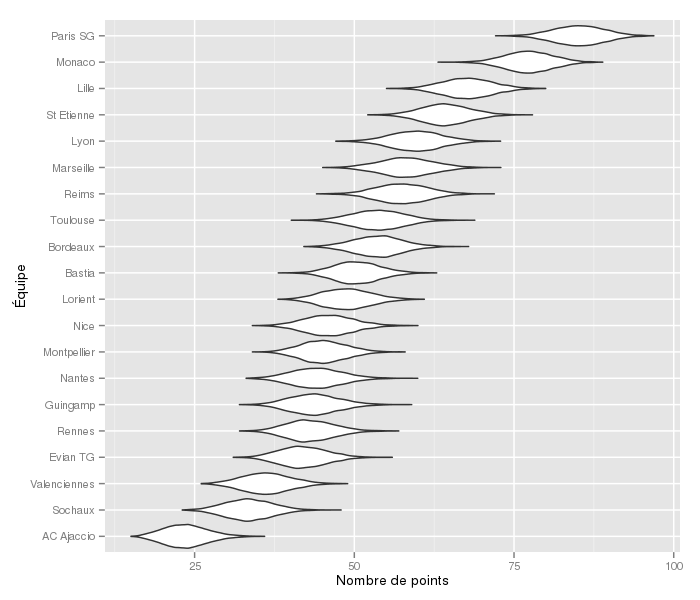 Paris SG
Monaco
Lille
St Etienne
Lyon
Marseille
Reims
Toulouse
Bordeaux
Bastia
Lorient
Nice
Montpellier
Nantes
Guingamp
Rennes
Evian TG
Valenciennes
Sochaux
AC Ajaccio
Équipe
25 50 75 100
Nombre de points